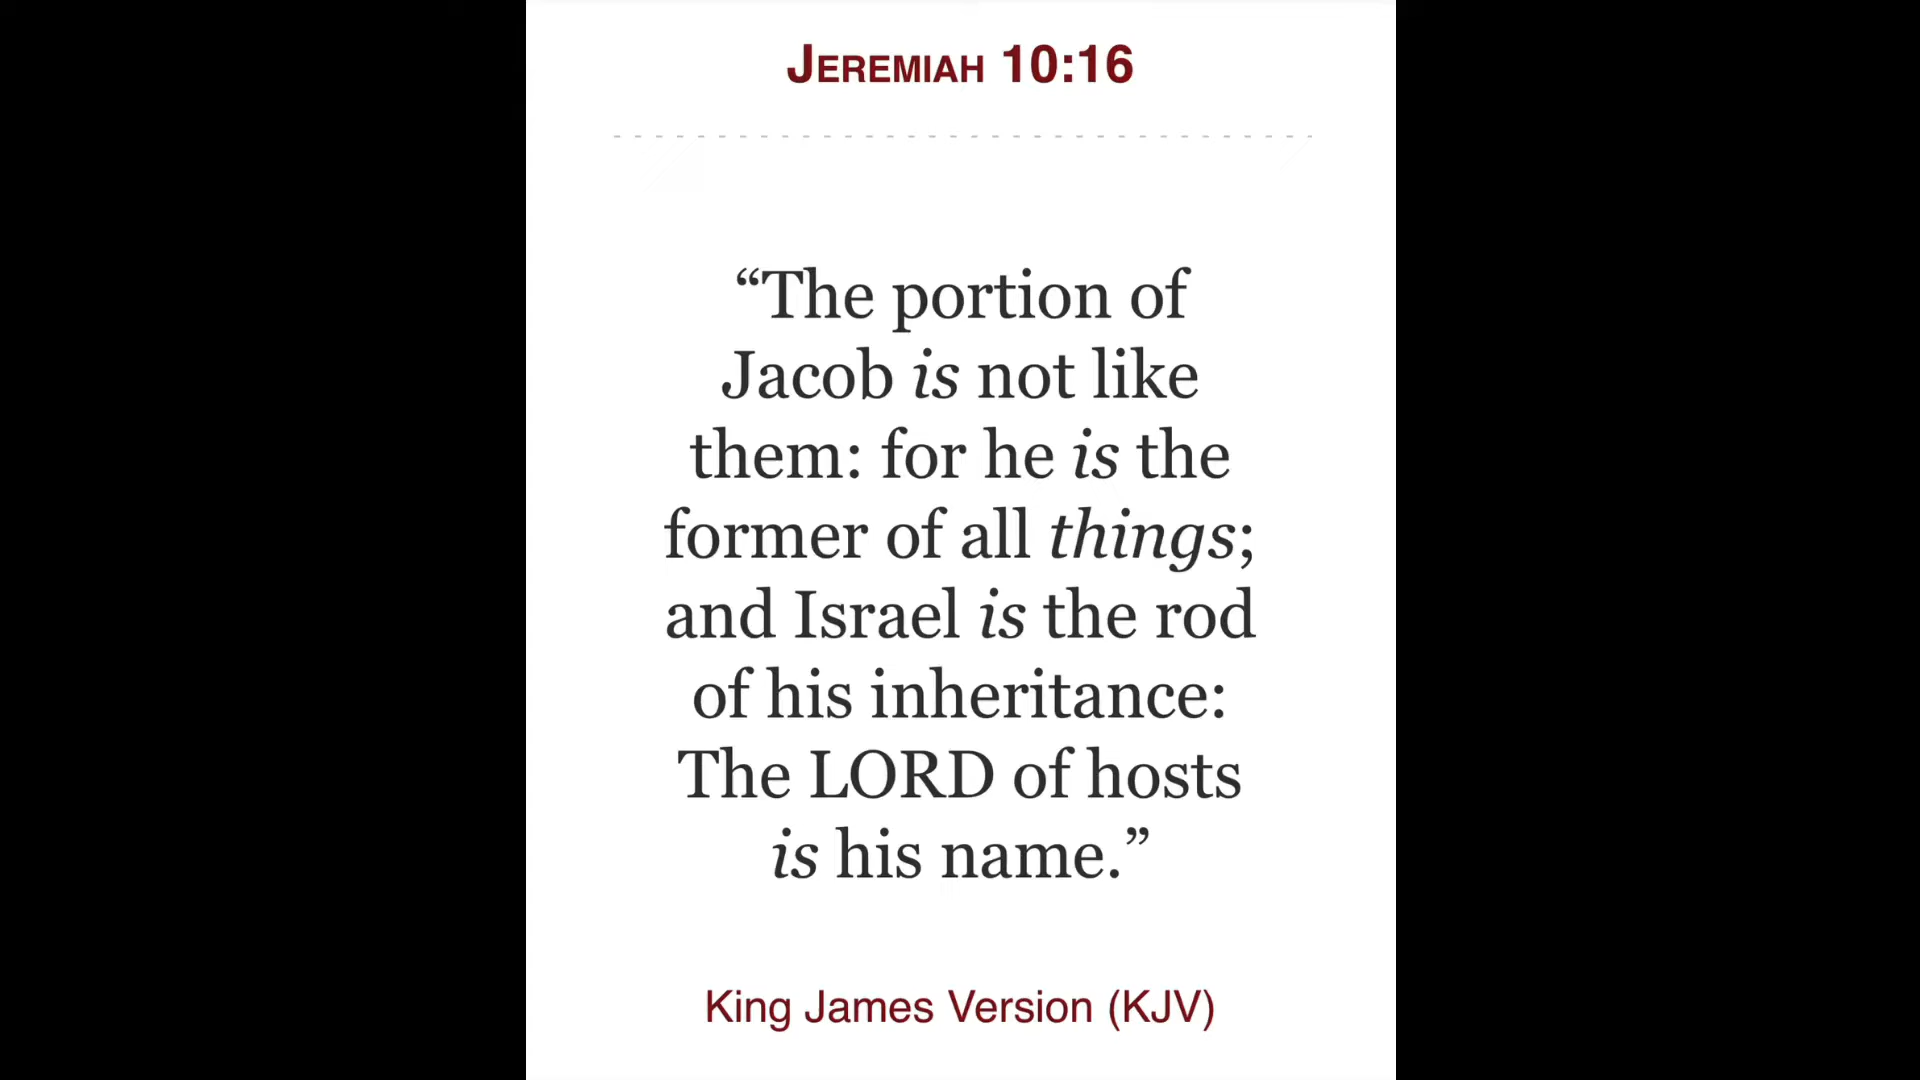 Jeremiah 10:16
“The portion of
Jacob is not like
them: for he is the
former of all things;
and Israel is the rod
of his inheritance:
The LORD of hosts
is his name.”
King James Version (KJV)